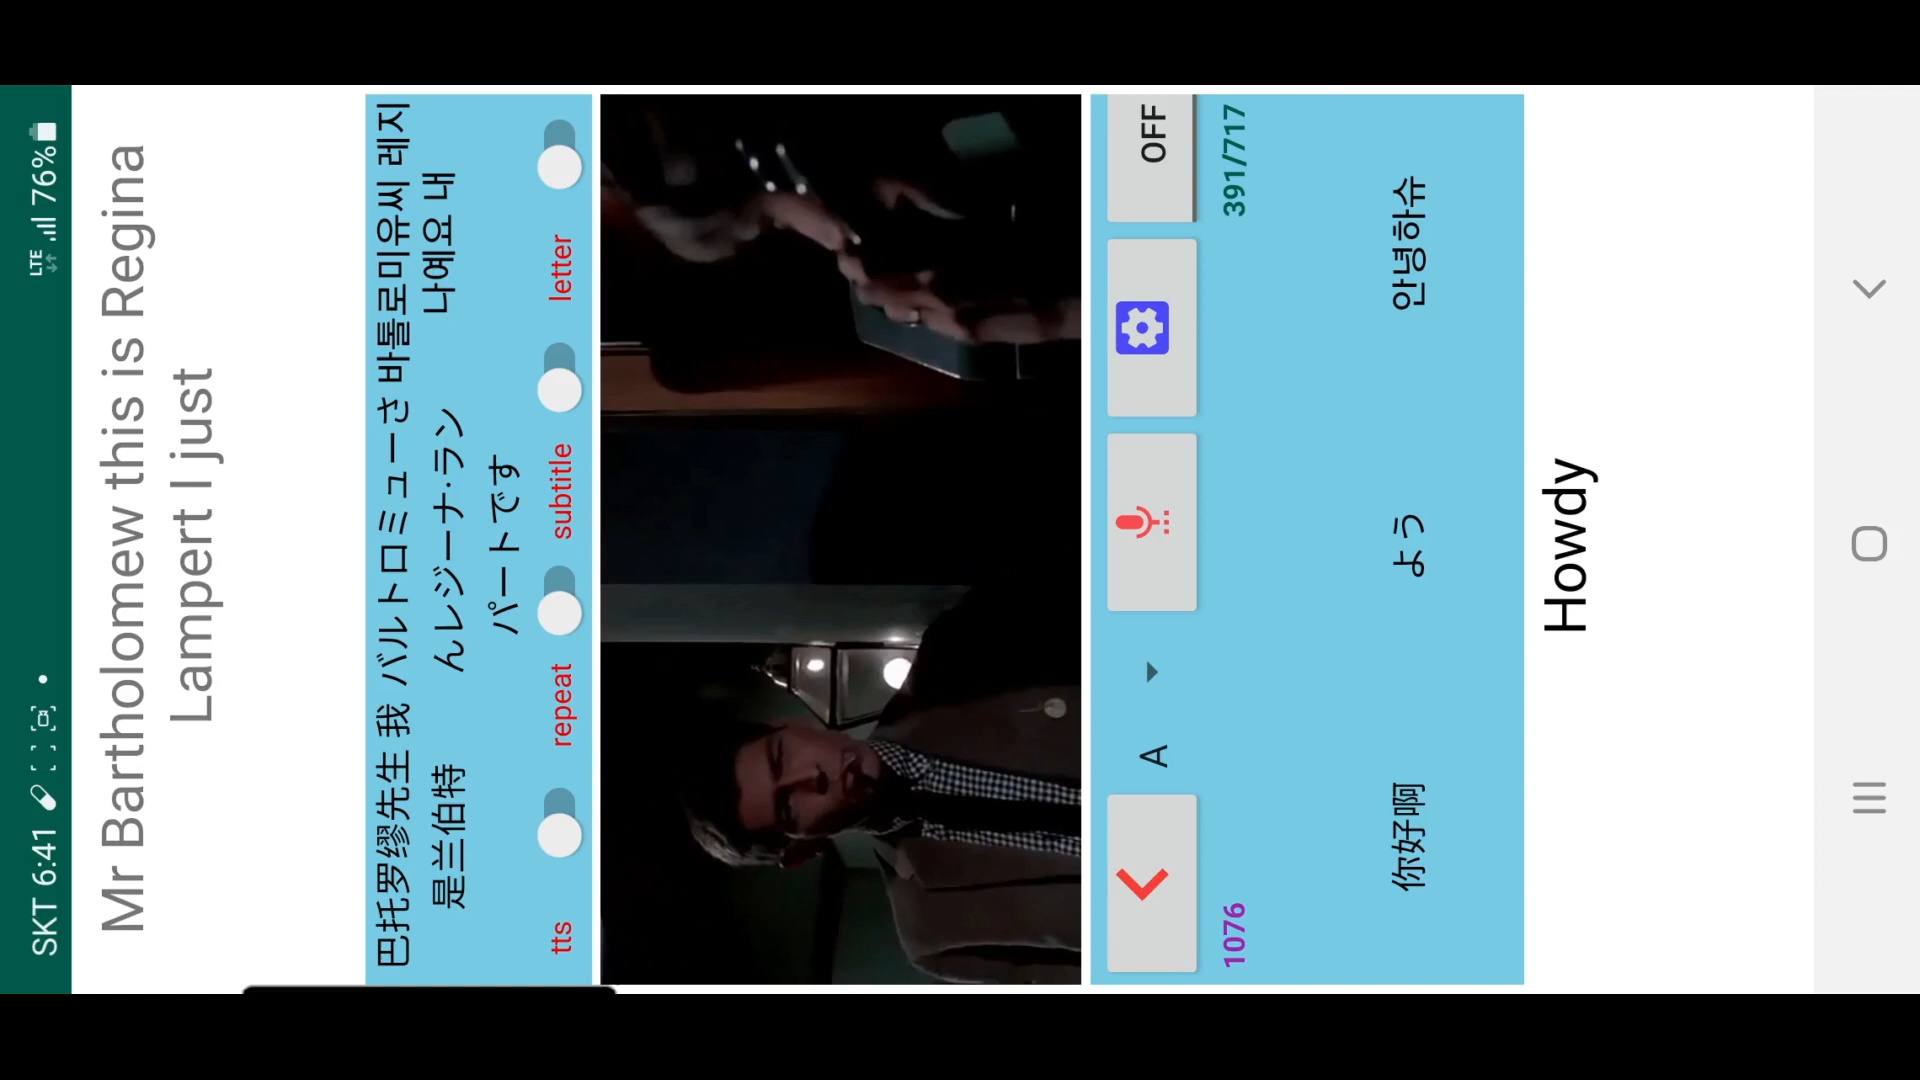 SKT 6:41
LTE 76%
Mr Bartholomew this is Regina
Lampert I just
巴托罗缪先生 我
是兰伯特
バルトロミューさ
んレジーナ·ラン
パートです
바돌로미유씨 레지
나예요 내
tts
repeat
subtitle
letter
A
OFF
1076
391/717
你好啊
よう
안녕하슈
Howdy